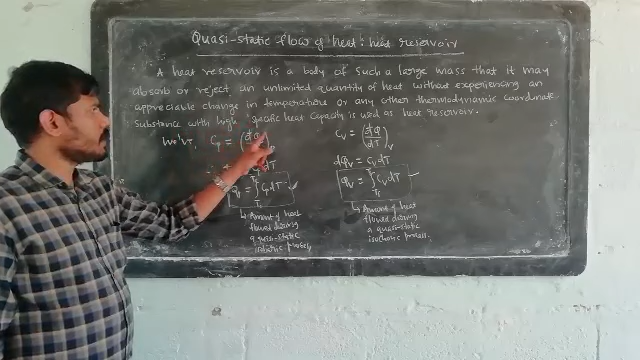 Quasi-static flow of heat: heat reservoir
A heat reservoir is a body of such a large mass that it may
absorb or reject an unlimited quantity of heat without experiencing an
appreciable change in temperature or any other thermodynamic coordinate.
Substance with high specific heat capacity is used as heat reservoir.
We've, Cp = (đQ
Cv = (đQ/dT)v
dT
đQv = Cv dT
qp = ∫ Cp dT
Ti
qv = ∫ Cv dT
Ti
↳ Amount of heat
flowed during
a quasi-static
isobaric process
↳ Amount of heat
flowed during
a quasi-static
isochoric process.